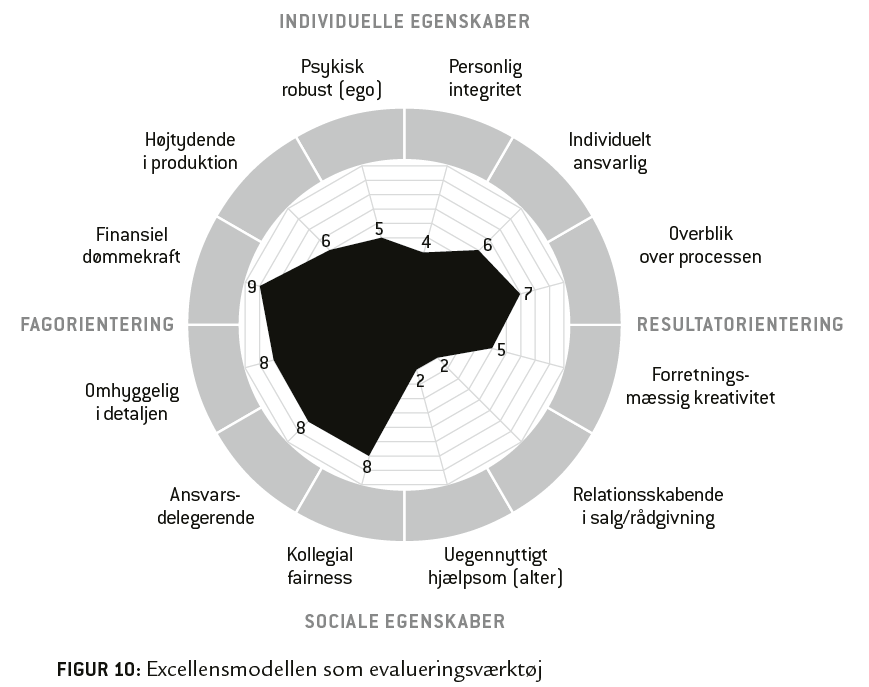 INDIVIDUELLE EGENSKABER
Psykisk
robust (ego)
Personlig
integritet
Højtydende
i produktion
Individuelt
ansvarlig
Finansiel
dømmekraft
Overblik
over processen
5
4
6
6
9
7
FAGORIENTERING
RESULTATORIENTERING
8
5
2
2
Omhyggelig
i detaljen
Forretnings-
mæssig kreativitet
8
8
Ansvars-
delegerende
Relationsskabende
i salg/rådgivning
Kollegial
fairness
Uegennyttigt
hjælpsom (alter)
SOCIALE EGENSKABER
FIGUR 10: Excellensmodellen som evalueringsværktøj